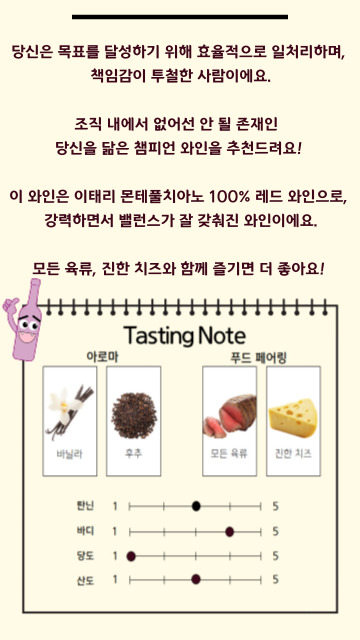 당신은 목표를 달성하기 위해 효율적으로 일처리하며,
책임감이 투철한 사람이에요.
조직 내에서 없어선 안 될 존재인
당신을 닮은 챔피언 와인을 추천드려요!
이 와인은 이태리 몬테풀치아노 100% 레드 와인으로,
강력하면서 밸런스가 잘 갖춰진 와인이에요.
모든 육류, 진한 치즈와 함께 즐기면 더 좋아요!
Tasting Note
아로마 푸드 페어링
바닐라 후추 모든 육류 진한 치즈
탄닌 1 5
바디 1 5
당도 1 5
산도 1 5